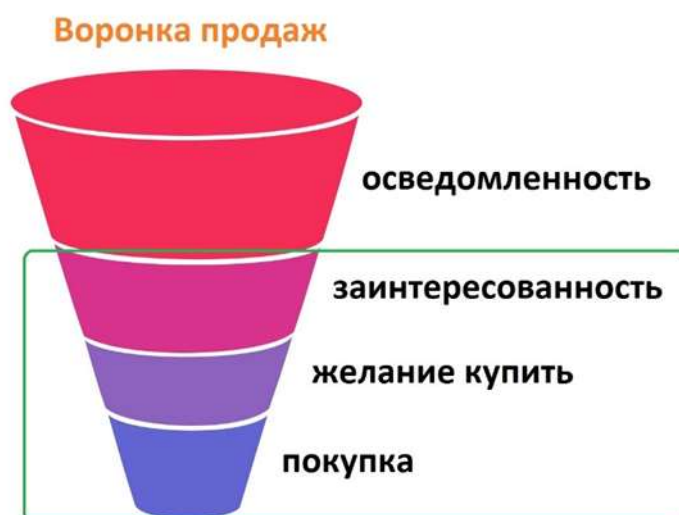 Воронка продаж
осведомленность
заинтересованность
желание купить
покупка